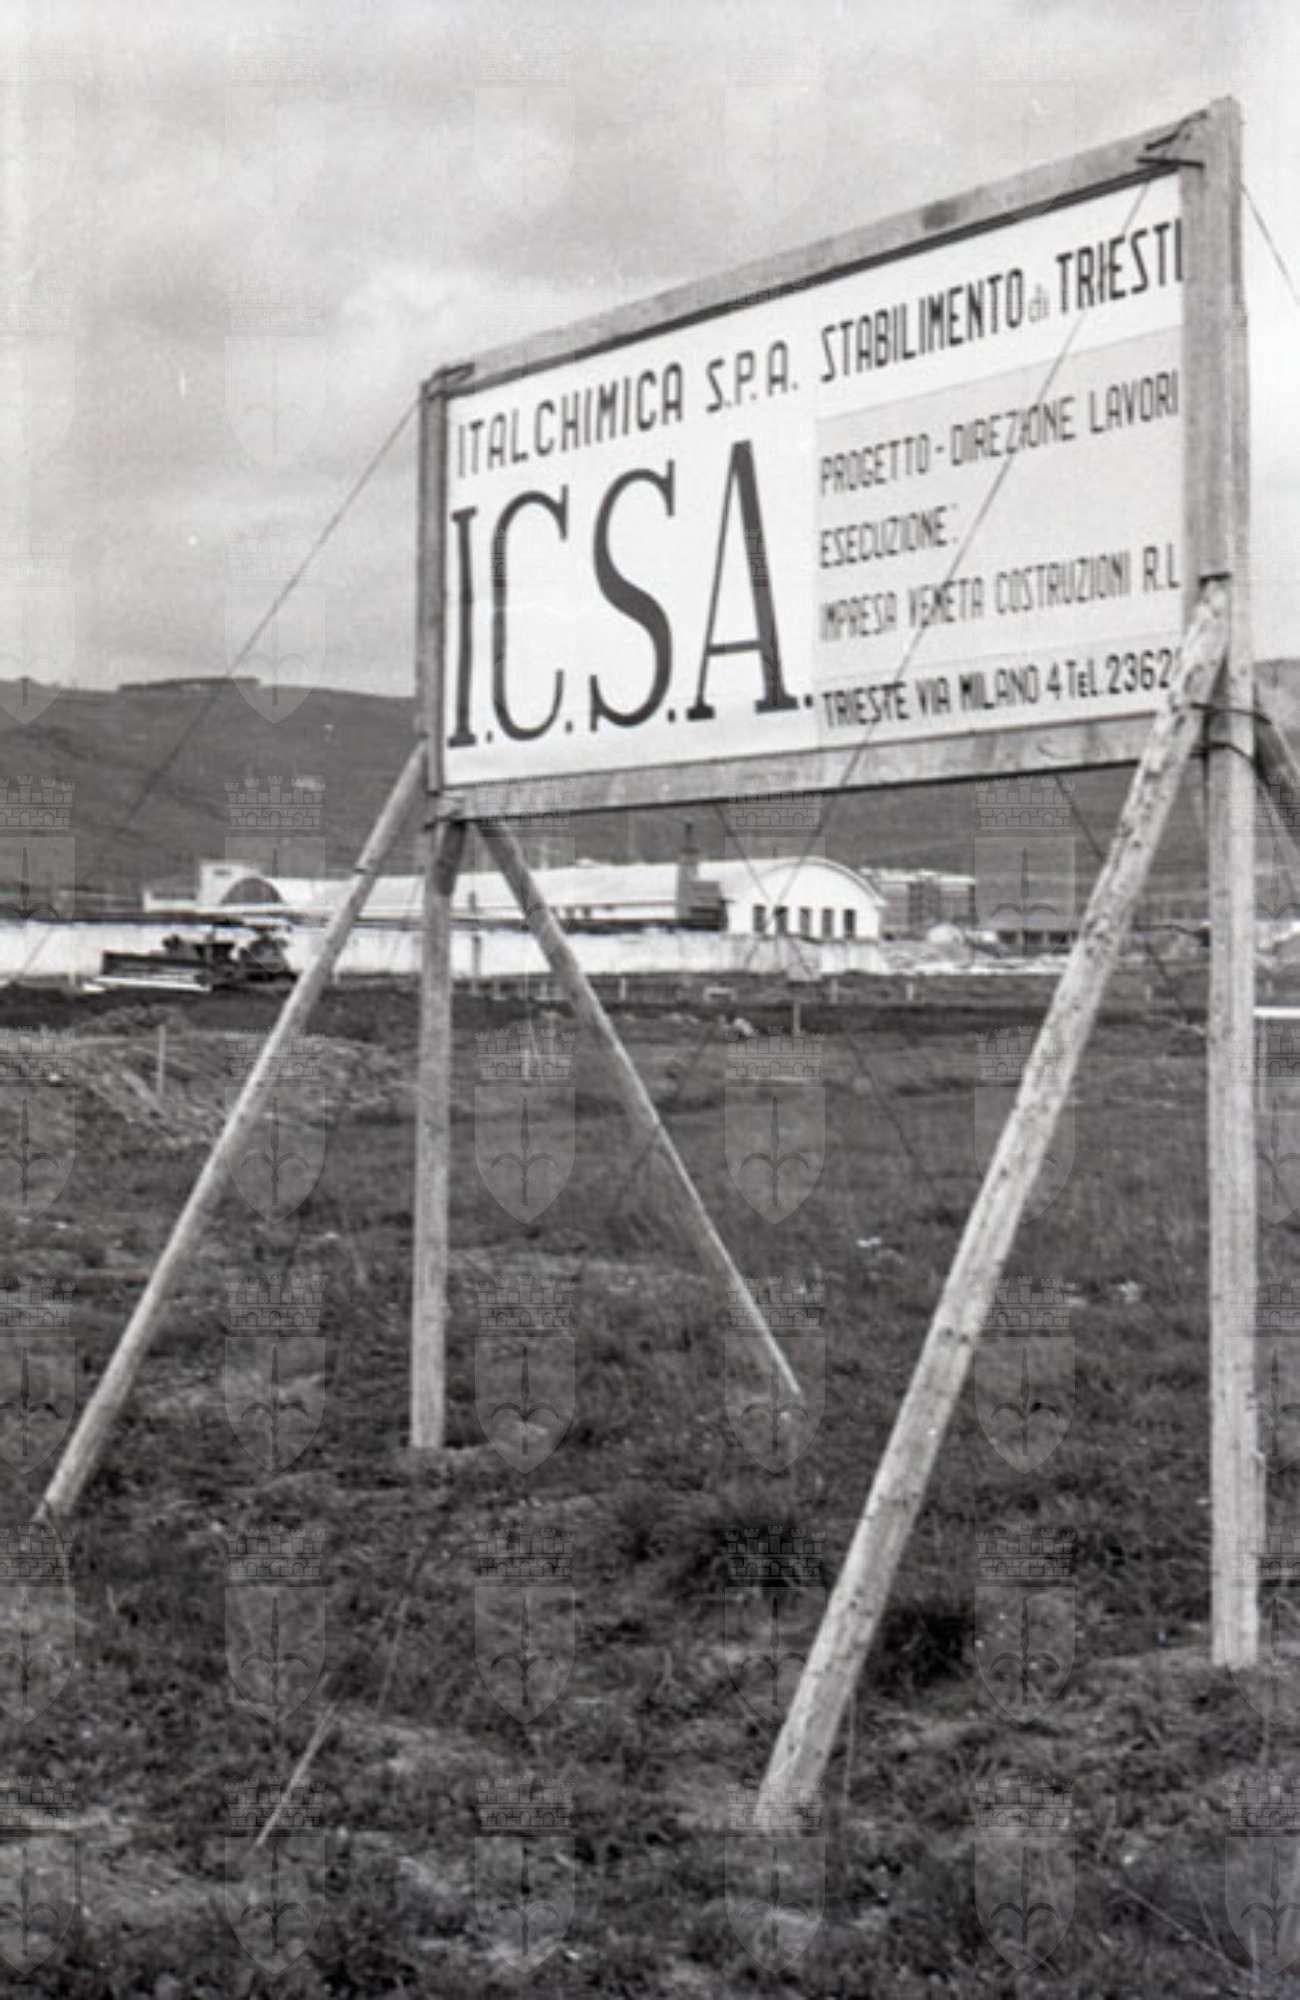 ITALCHIMICA S.P.A. STABILIMENTO di TRIESTE
I.C.S.A.
PROGETTO - DIREZIONE LAVORI
ESECUZIONE:
IMPRESA VENETA COSTRUZIONI R.L
TRIESTE VIA MILANO 4 TEL. 2362